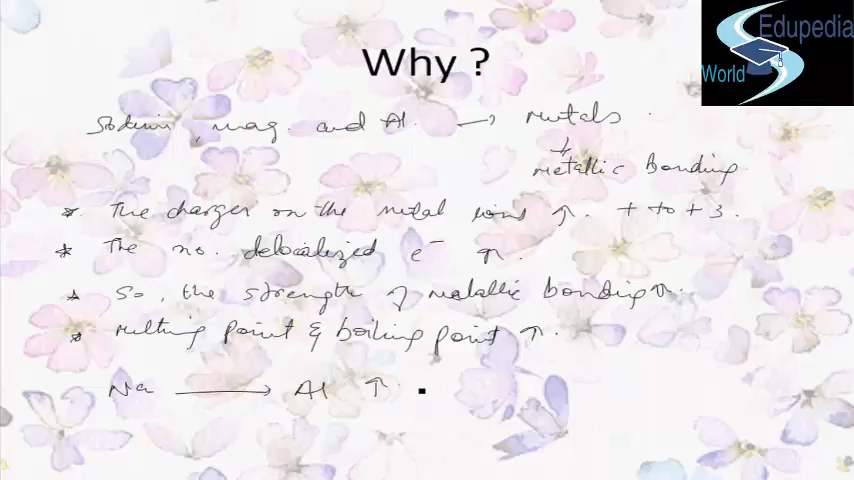 Edupedia
World
Why ?
Sodium, mag. and Al. → metals.
↓
metallic Bonding.
* The charges on the metal ions ↑. + to + 3.
* The no. delocalized e⁻ ↑.
* So, the strength of metallic bonding ↑.
* Melting point & boiling point ↑.
Na → Al ↑.